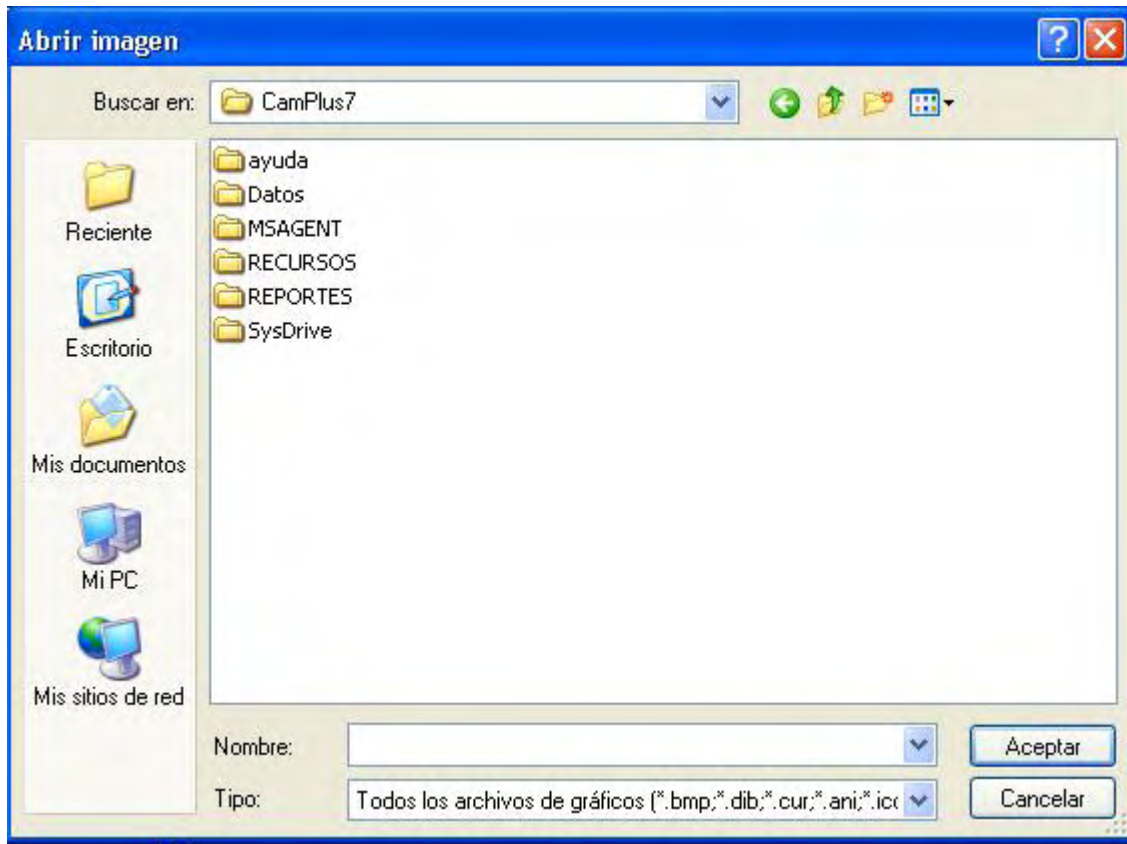 Abrir imagen
Buscar en: CamPlus7
Reciente
Escritorio
Mis documentos
Mi PC
Mis sitios de red
ayuda
Datos
MSAGENT
RECURSOS
REPORTES
SysDrive
Nombre: Aceptar
Tipo: Todos los archivos de gráficos (*.bmp;*.dib;*.cur;*.ani;*.ico Cancelar